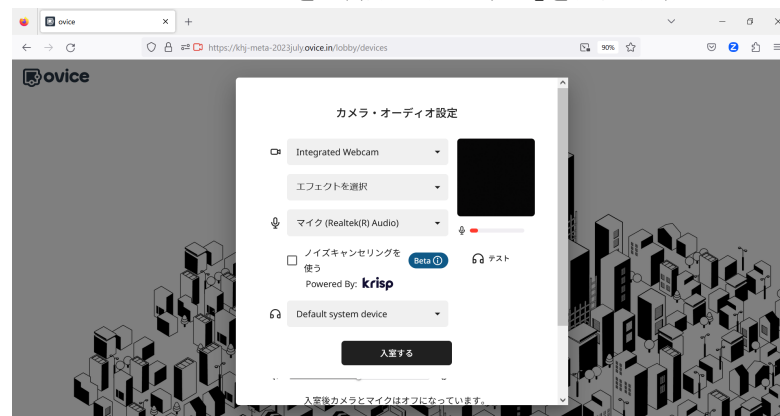 ovice
90%
https://khj-meta-2023july.ovice.in/lobby/devices
ovice
カメラ・オーディオ設定
Integrated Webcam
エフェクトを選択
マイク (Realtek(R) Audio)
ノイズキャンセリングを
使う
Beta
テスト
Powered By: krisp
Default system device
入室する
入室後カメラとマイクはオフになっています。